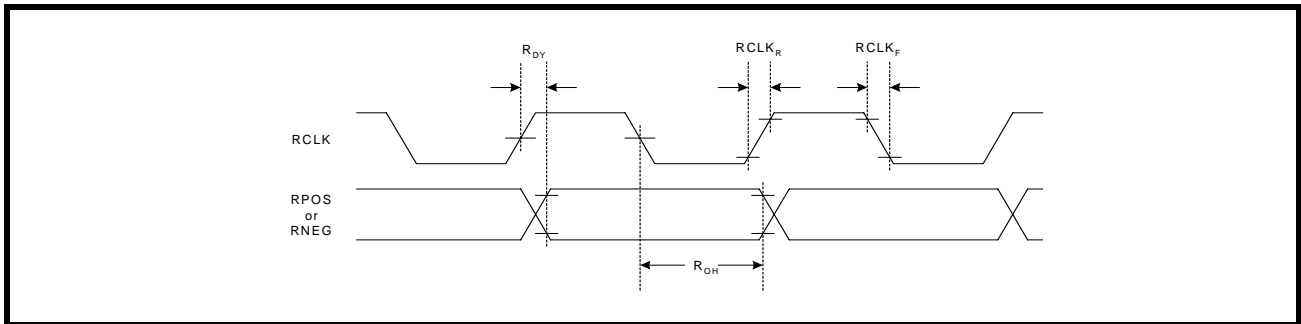 R_DY
RCLK_R
RCLK_F
RCLK
RPOS
or
RNEG
R_OH